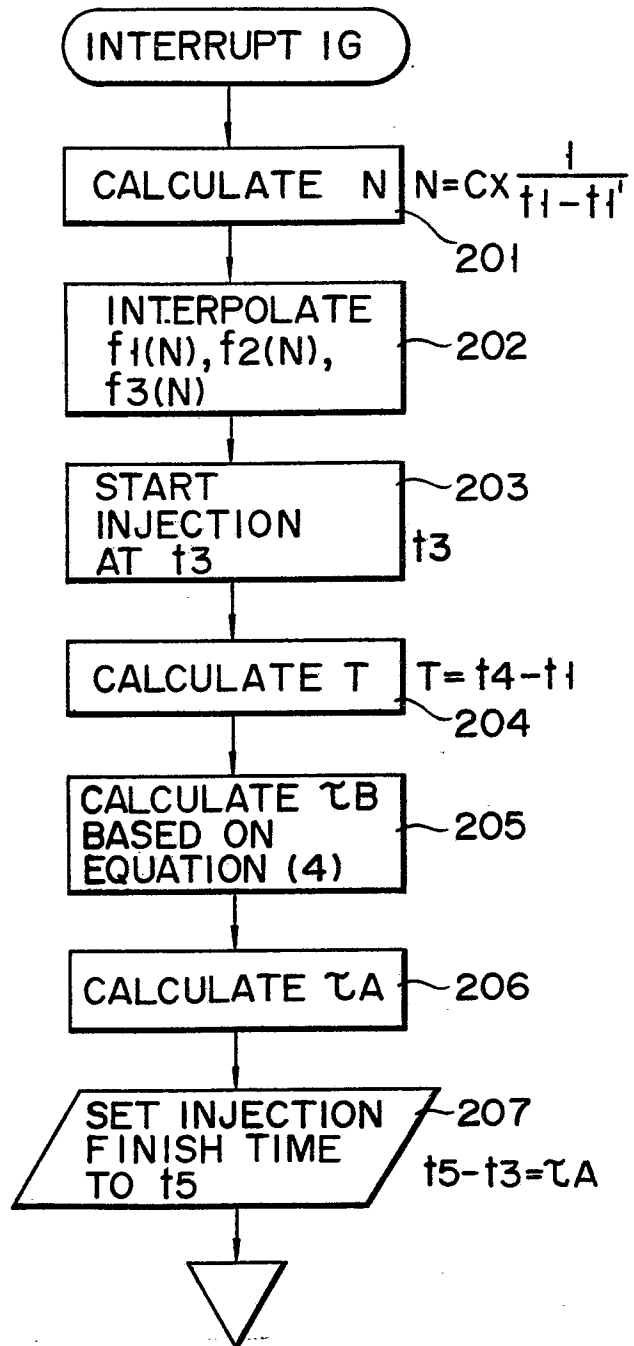 INTERRUPT IG
CALCULATE N
N=C× 1/(t1-t1')
201
INTERPOLATE
f1(N), f2(N),
f3(N)
202
START
INJECTION
AT t3
203
t3
CALCULATE T
T=t4-t1
204
CALCULATE τB
BASED ON
EQUATION (4)
205
CALCULATE τA
206
SET INJECTION
FINISH TIME
TO t5
207
t5-t3=τA